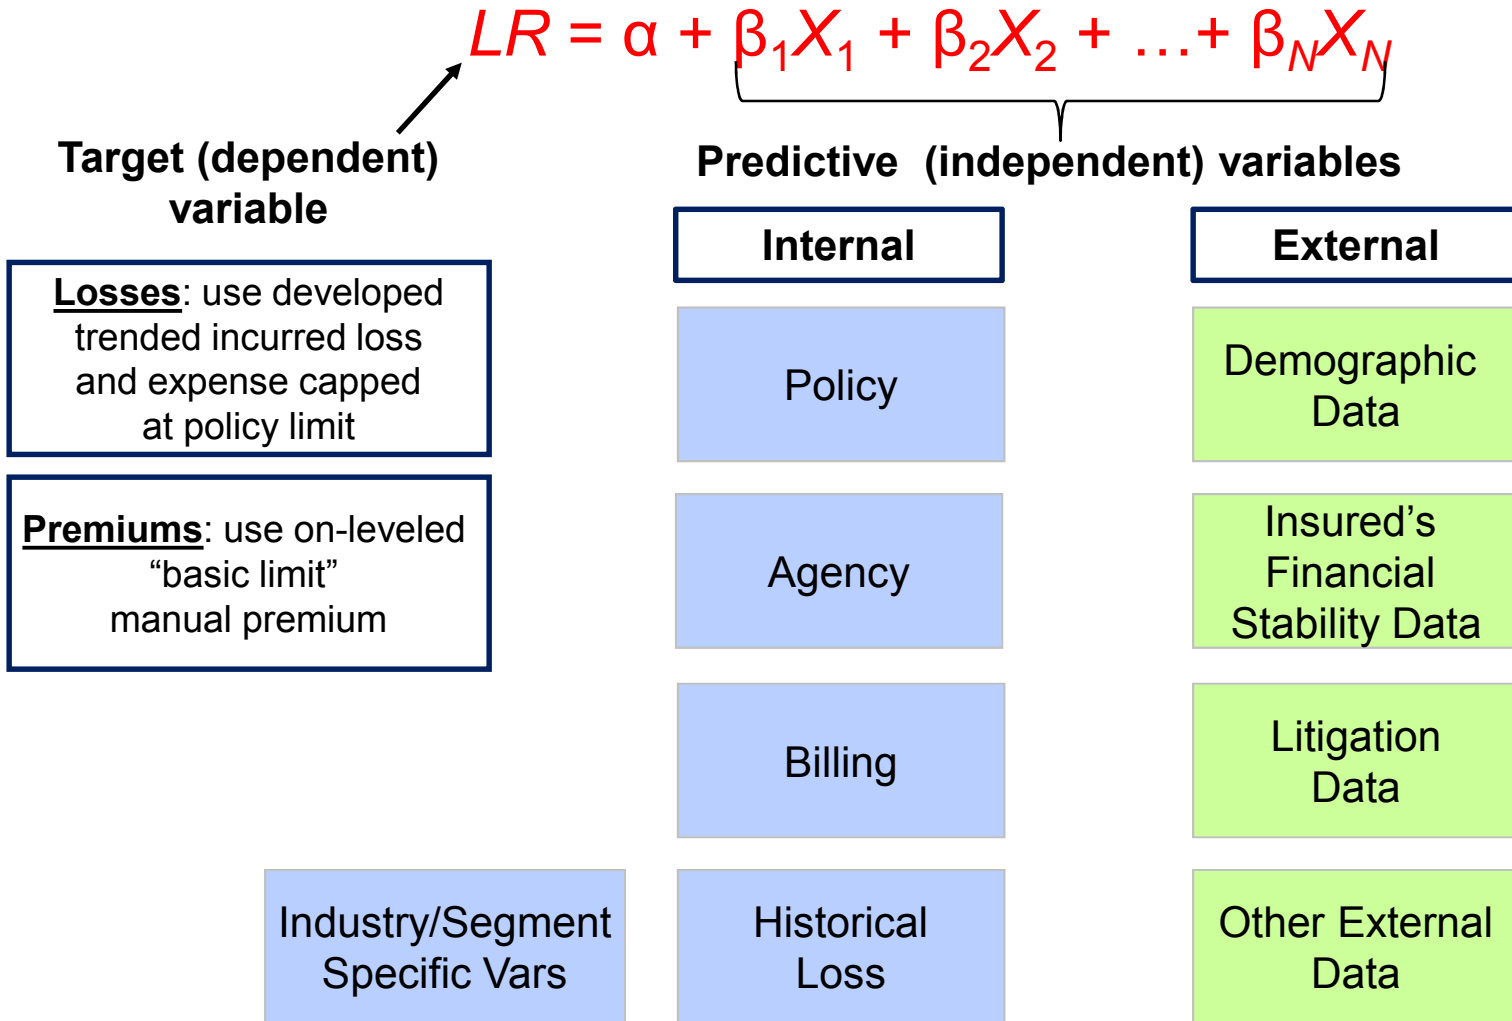 LR = α + β₁X₁ + β₂X₂ + …+ β_N X_N
Target (dependent)
variable
Losses: use developed
trended incurred loss
and expense capped
at policy limit
Premiums: use on-leveled
“basic limit”
manual premium
Predictive (independent) variables
Internal
External
Policy
Demographic
Data
Agency
Insured’s
Financial
Stability Data
Billing
Litigation
Data
Industry/Segment
Specific Vars
Historical
Loss
Other External
Data